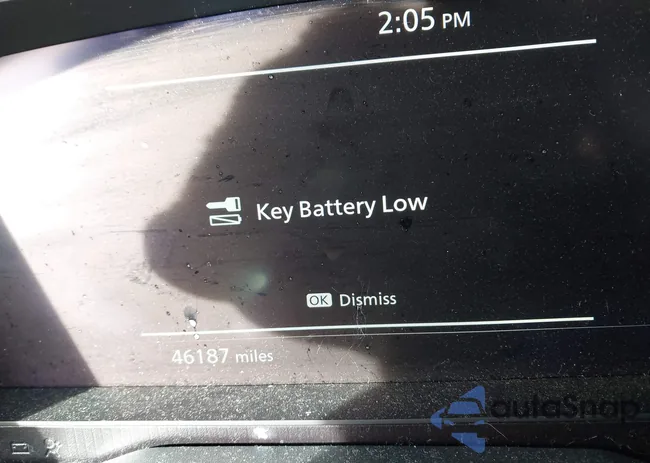 2:05 PM
Key Battery Low
OK Dismiss
46187 miles
autoSnap